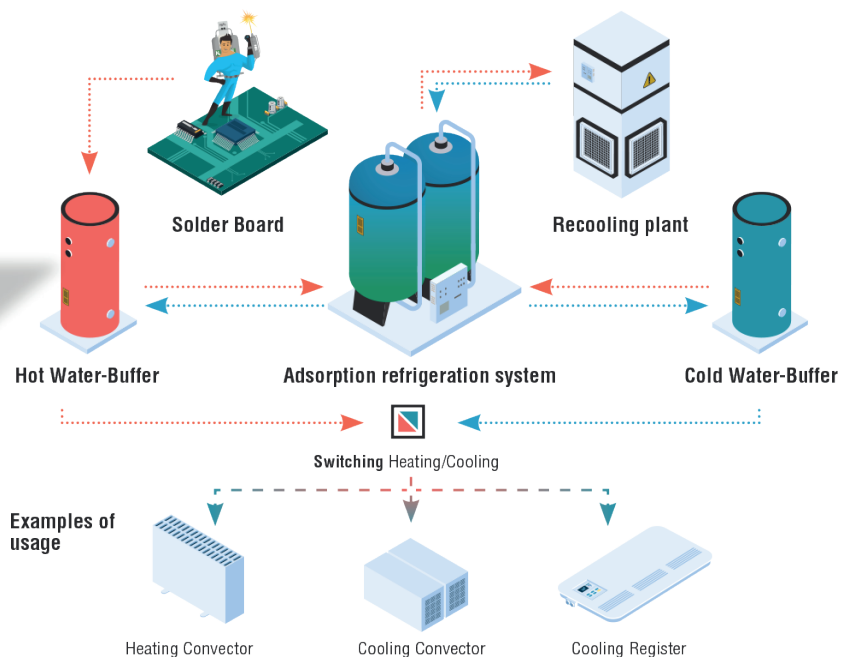 Solder Board
Recooling plant
Hot Water-Buffer
Adsorption refrigeration system
Cold Water-Buffer
Switching Heating/Cooling
Examples of
usage
Heating Convector
Cooling Convector
Cooling Register